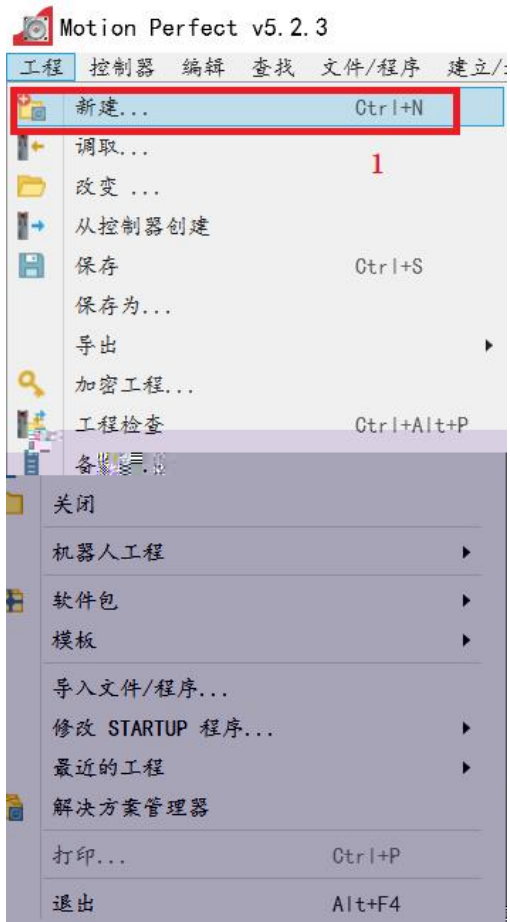 Motion Perfect v5.2.3
工程 控制器 编辑 查找 文件/程序 建立/
新建... Ctrl+N
1
调取...
改变 ...
从控制器创建
保存 Ctrl+S
保存为...
导出
加密工程...
工程检查 Ctrl+Alt+P
关闭
机器人工程
软件包
模板
导入文件/程序...
修改 STARTUP 程序...
最近的工程
解决方案管理器
打印... Ctrl+P
退出 Alt+F4